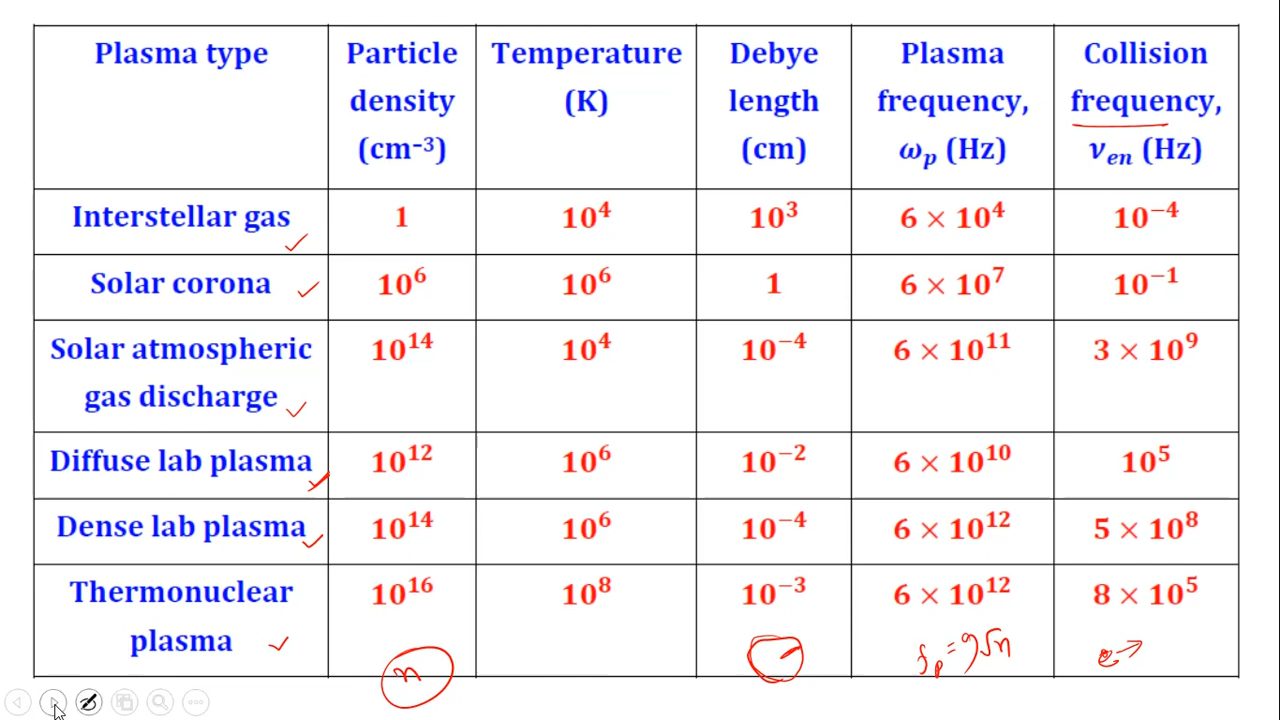 Plasma type | Particle density (cm⁻³) | Temperature (K) | Debye length (cm) | Plasma frequency, ωₚ (Hz) | Collision frequency, νₑₙ (Hz)
Interstellar gas | 1 | 10⁴ | 10³ | 6 × 10⁴ | 10⁻⁴
Solar corona | 10⁶ | 10⁶ | 1 | 6 × 10⁷ | 10⁻¹
Solar atmospheric gas discharge | 10¹⁴ | 10⁴ | 10⁻⁴ | 6 × 10¹¹ | 3 × 10⁹
Diffuse lab plasma | 10¹² | 10⁶ | 10⁻² | 6 × 10¹⁰ | 10⁵
Dense lab plasma | 10¹⁴ | 10⁶ | 10⁻⁴ | 6 × 10¹² | 5 × 10⁸
Thermonuclear plasma | 10¹⁶ | 10⁸ | 10⁻³ | 6 × 10¹² | 8 × 10⁵
n | fₚ = 9√n | e →